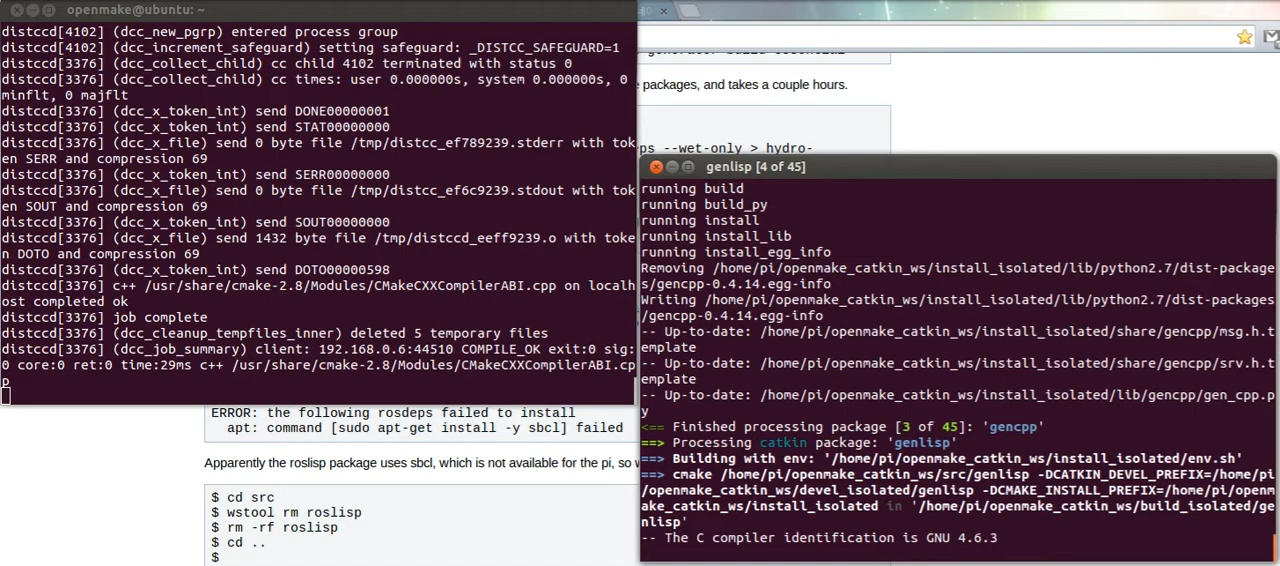 openmake@ubuntu: ~
distccd[4102] (dcc_new_pgrp) entered process group
distccd[4102] (dcc_increment_safeguard) setting safeguard: _DISTCC_SAFEGUARD=1
distccd[3376] (dcc_collect_child) cc child 4102 terminated with status 0
distccd[3376] (dcc_collect_child) cc times: user 0.000000s, system 0.000000s, 0
minflt, 0 majflt
distccd[3376] (dcc_x_token_int) send DONE00000001
distccd[3376] (dcc_x_token_int) send STAT00000000
distccd[3376] (dcc_x_file) send 0 byte file /tmp/distcc_ef789239.stderr with tok
en SERR and compression 69
distccd[3376] (dcc_x_token_int) send SERR00000000
distccd[3376] (dcc_x_file) send 0 byte file /tmp/distcc_ef6c9239.stdout with tok
en SOUT and compression 69
distccd[3376] (dcc_x_token_int) send SOUT00000000
distccd[3376] (dcc_x_file) send 1432 byte file /tmp/distccd_eeff9239.o with toke
n DOTO and compression 69
distccd[3376] (dcc_x_token_int) send DOTO00000598
distccd[3376] c++ /usr/share/cmake-2.8/Modules/CMakeCXXCompilerABI.cpp on localh
ost completed ok
distccd[3376] job complete
distccd[3376] (dcc_cleanup_tempfiles_inner) deleted 5 temporary files
distccd[3376] (dcc_job_summary) client: 192.168.0.6:44510 COMPILE_OK exit:0 sig:
0 core:0 ret:0 time:29ms c++ /usr/share/cmake-2.8/Modules/CMakeCXXCompilerABI.cp
p
packages, and takes a couple hours.
ps --wet-only > hydro-
genlisp [4 of 45]
running build
running build_py
running install
running install_lib
running install_egg_info
Removing /home/pi/openmake_catkin_ws/install_isolated/lib/python2.7/dist-package
s/gencpp-0.4.14.egg-info
Writing /home/pi/openmake_catkin_ws/install_isolated/lib/python2.7/dist-packages
/gencpp-0.4.14.egg-info
-- Up-to-date: /home/pi/openmake_catkin_ws/install_isolated/share/gencpp/msg.h.t
emplate
-- Up-to-date: /home/pi/openmake_catkin_ws/install_isolated/share/gencpp/srv.h.t
emplate
-- Up-to-date: /home/pi/openmake_catkin_ws/install_isolated/lib/gencpp/gen_cpp.p
y
<== Finished processing package [3 of 45]: 'gencpp'
==> Processing catkin package: 'genlisp'
==> Building with env: '/home/pi/openmake_catkin_ws/install_isolated/env.sh'
==> cmake /home/pi/openmake_catkin_ws/src/genlisp -DCATKIN_DEVEL_PREFIX=/home/pi
/openmake_catkin_ws/devel_isolated/genlisp -DCMAKE_INSTALL_PREFIX=/home/pi/openm
ake_catkin_ws/install_isolated in '/home/pi/openmake_catkin_ws/build_isolated/ge
nlisp'
-- The C compiler identification is GNU 4.6.3
ERROR: the following rosdeps failed to install
apt: command [sudo apt-get install -y sbcl] failed
Apparently the roslisp package uses sbcl, which is not available for the pi, so
$ cd src
$ wstool rm roslisp
$ rm -rf roslisp
$ cd ..
$